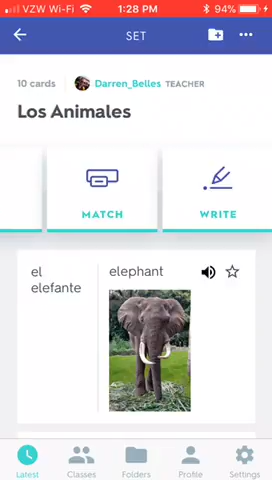 VZW Wi-Fi 1:28 PM 94%
SET
10 cards Darren_Belles TEACHER
Los Animales
MATCH WRITE
el elephant
elefante
Latest Classes Folders Profile Settings